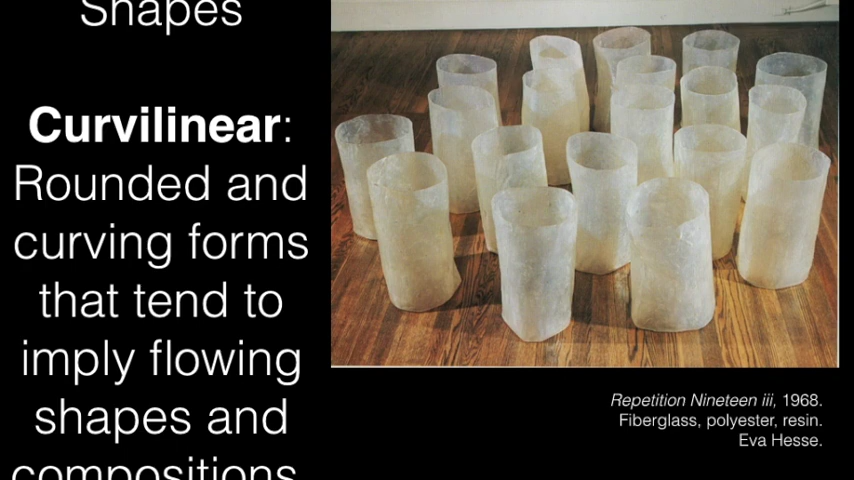 Shapes
Curvilinear:
Rounded and
curving forms
that tend to
imply flowing
shapes and
compositions.
Repetition Nineteen iii, 1968.
Fiberglass, polyester, resin.
Eva Hesse.